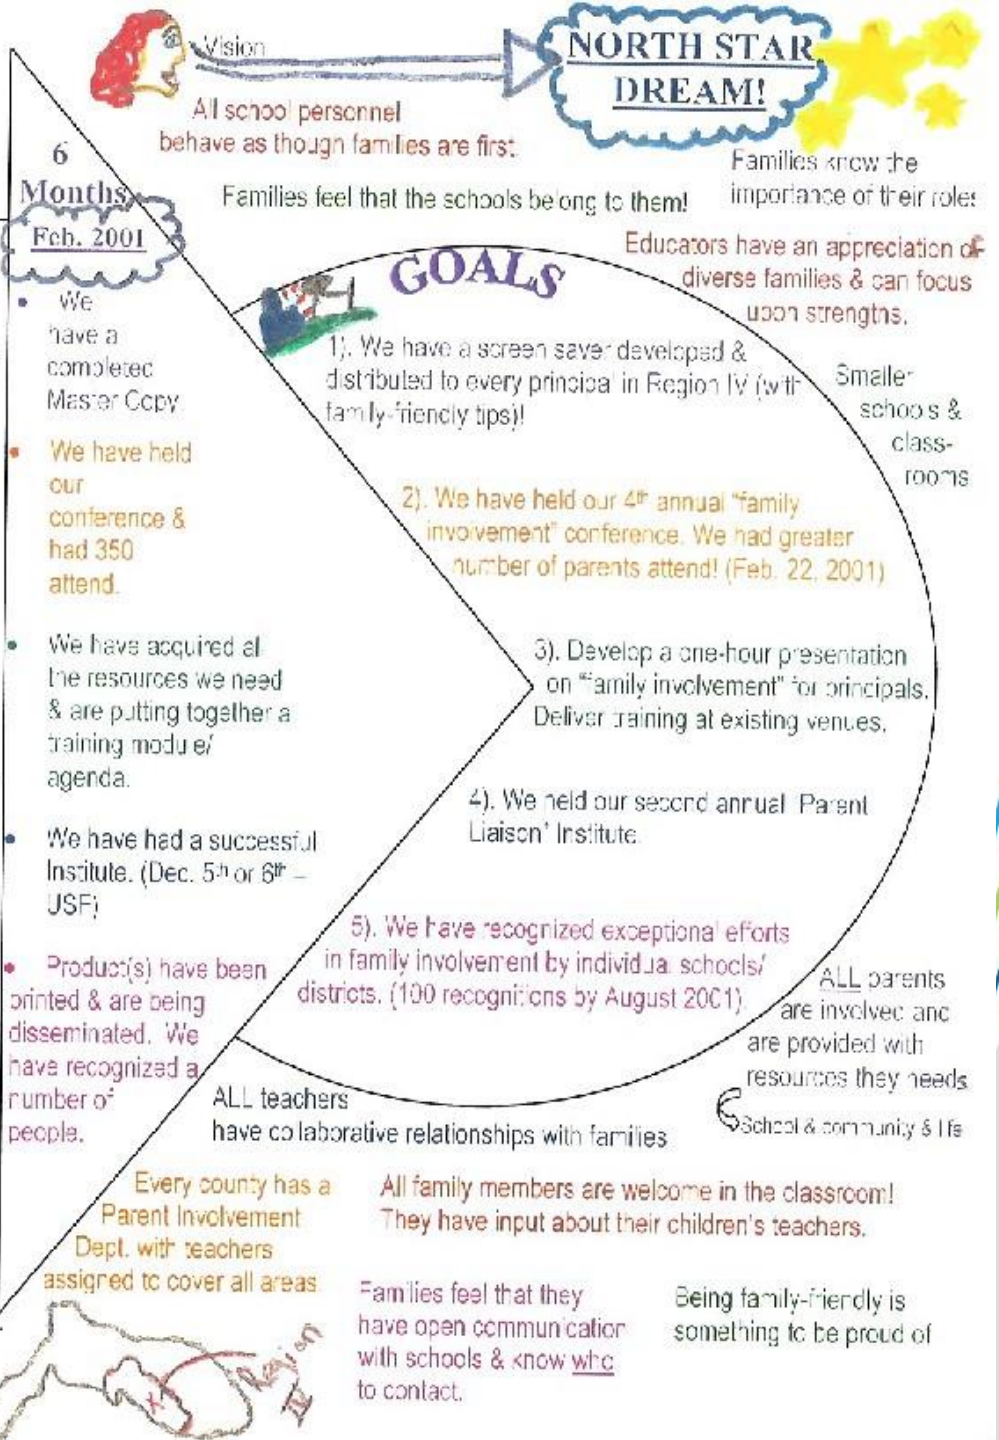 Vision
NORTH STAR
DREAM!
All school personnel
behave as though families are first.
Families know the
importance of their roles
Families feel that the schools belong to them!
Educators have an appreciation of
diverse families & can focus
upon strengths.
Smaller
schools &
class-
rooms
6
Months
Feb. 2001
• We
have a
completed
Master Copy
• We have held
our
conference &
had 350
attend.
• We have acquired all
the resources we need
& are putting together a
training module/
agenda.
• We have had a successful
Institute. (Dec. 5th or 6th –
USF)
• Product(s) have been
printed & are being
disseminated. We
have recognized a
number of
people.
GOALS
1). We have a screen saver developed &
distributed to every principal in Region IV (with
family-friendly tips)!
2). We have held our 4th annual "family
involvement" conference. We had greater
number of parents attend! (Feb. 22, 2001)
3). Develop a one-hour presentation
on "family involvement" for principals.
Deliver training at existing venues.
4). We held our second annual "Parent
Liaison" Institute.
5). We have recognized exceptional efforts
in family involvement by individual schools/
districts. (100 recognitions by August 2001).
ALL parents
are involved and
are provided with
resources they needs
School & community & life
ALL teachers
have collaborative relationships with families
Every county has a
Parent Involvement
Dept. with teachers
assigned to cover all areas
All family members are welcome in the classroom!
They have input about their children's teachers.
Families feel that they
have open communication
with schools & know who
to contact.
Being family-friendly is
something to be proud of
Region
IV
X